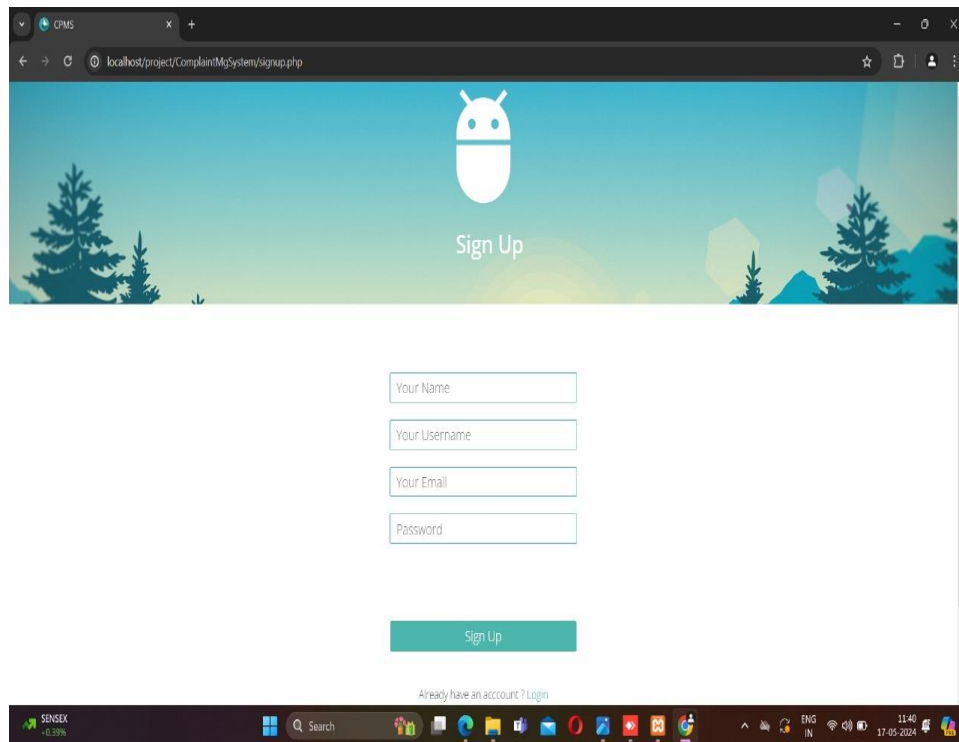 CPMS
localhost/project/ComplaintMgSystem/signup.php
Sign Up
Your Name
Your Username
Your Email
Password
Sign Up
Already have an acccount ? Login
SENSEX
+0.39%
Search
ENG
IN
11:40
17-05-2024